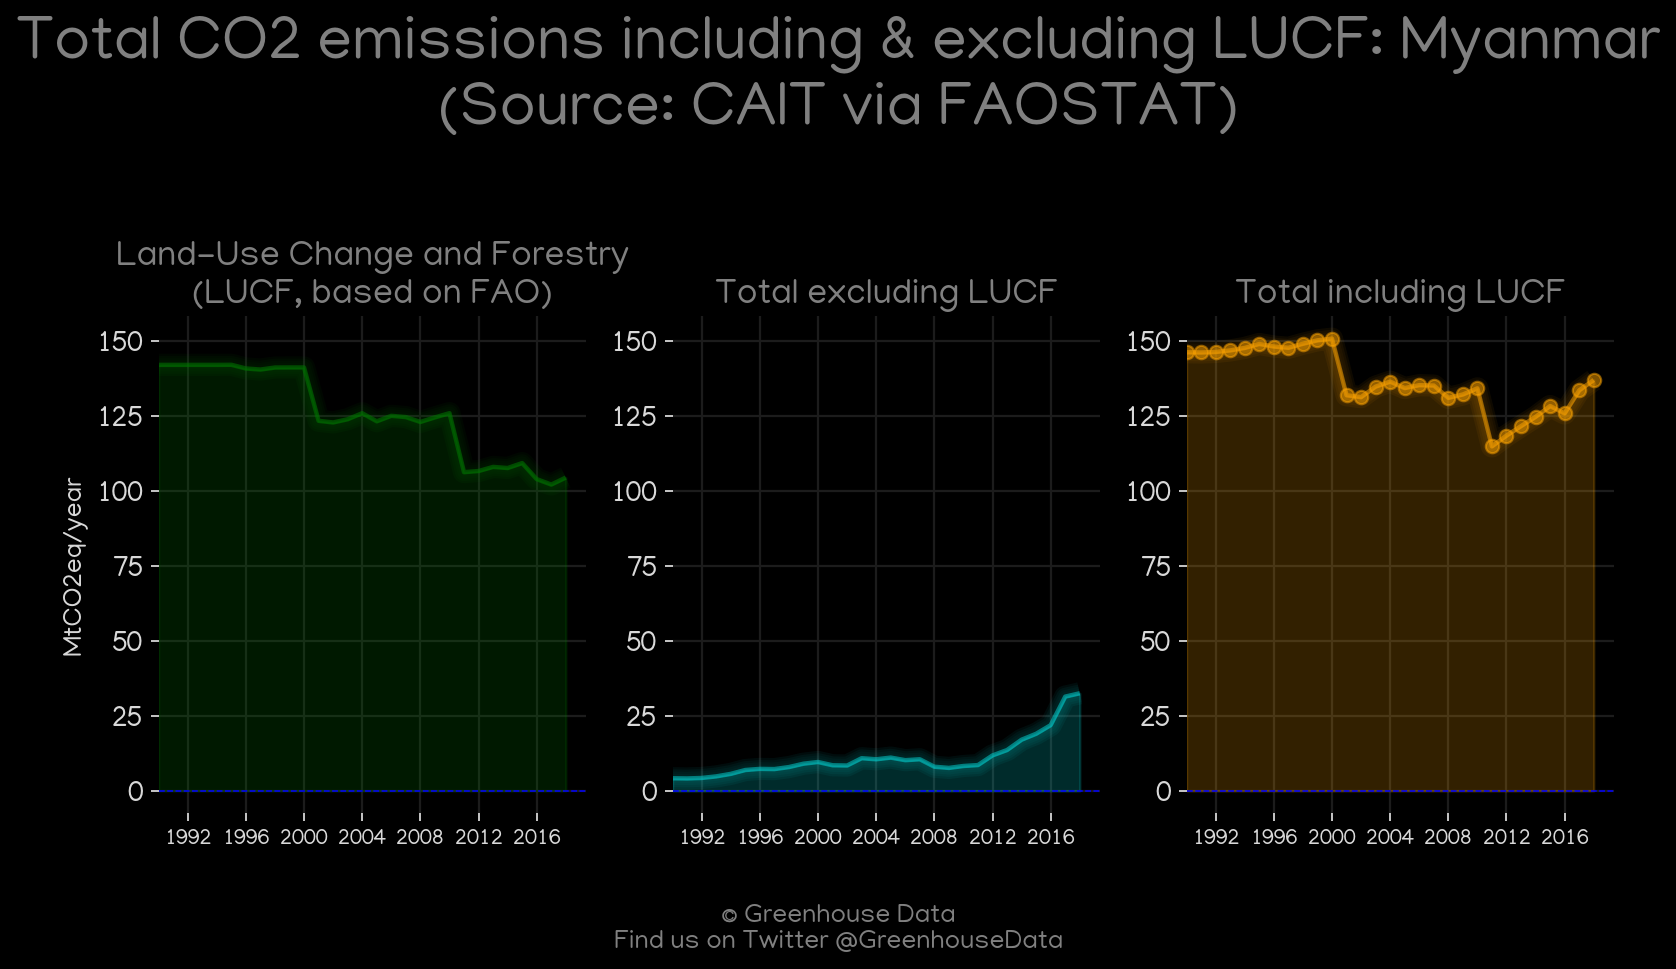 Total CO2 emissions including & excluding LUCF: Myanmar
(Source: CAIT via FAOSTAT)
Land-Use Change and Forestry
(LUCF, based on FAO)
MtCO2eq/year
150
125
100
75
50
25
0
1992 1996 2000 2004 2008 2012 2016
Total excluding LUCF
150
125
100
75
50
25
0
1992 1996 2000 2004 2008 2012 2016
Total including LUCF
150
125
100
75
50
25
0
1992 1996 2000 2004 2008 2012 2016
© Greenhouse Data
Find us on Twitter @GreenhouseData